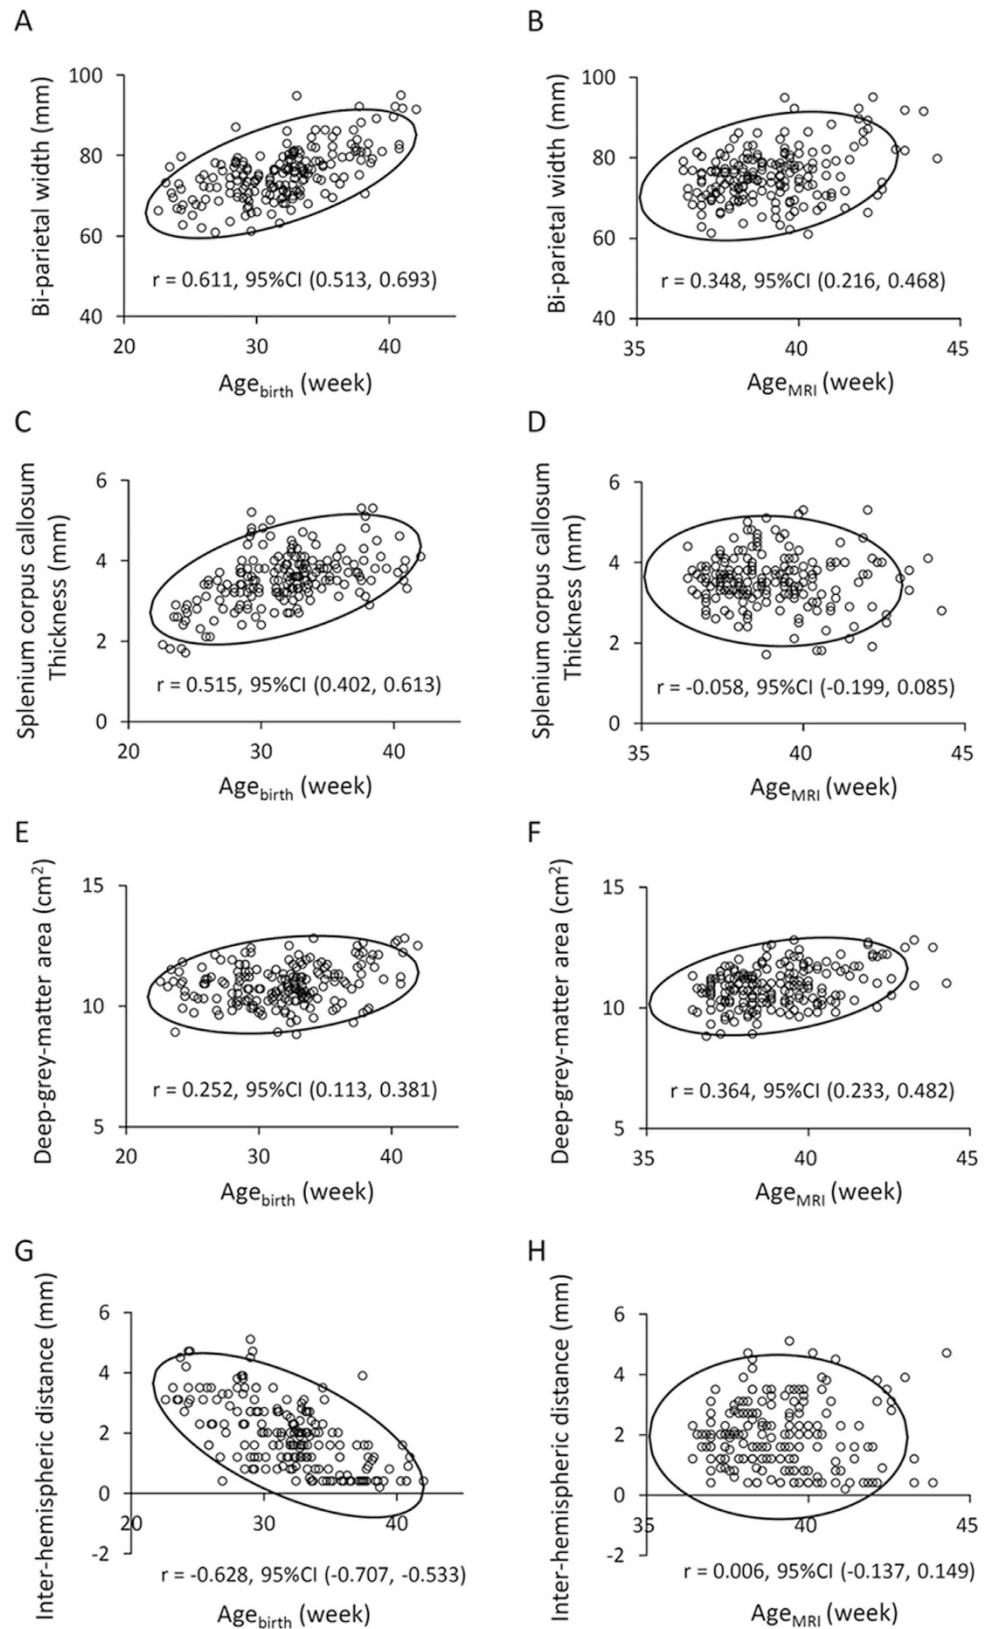 A
B
Bi-parietal width (mm)
100
80
60
40
20
30
40
r = 0.611, 95%CI (0.513, 0.693)
Age_birth (week)
Bi-parietal width (mm)
100
80
60
40
35
40
45
r = 0.348, 95%CI (0.216, 0.468)
Age_MRI (week)
C
D
Splenium corpus callosum
Thickness (mm)
6
4
2
0
20
30
40
r = 0.515, 95%CI (0.402, 0.613)
Age_birth (week)
Splenium corpus callosum
Thickness (mm)
6
4
2
0
35
40
45
r = -0.058, 95%CI (-0.199, 0.085)
Age_MRI (week)
E
F
Deep-grey-matter area (cm²)
15
10
5
20
30
40
r = 0.252, 95%CI (0.113, 0.381)
Age_birth (week)
Deep-grey-matter area (cm²)
15
10
5
35
40
45
r = 0.364, 95%CI (0.233, 0.482)
Age_MRI (week)
G
H
Inter-hemispheric distance (mm)
6
4
2
0
-2
20
30
40
r = -0.628, 95%CI (-0.707, -0.533)
Age_birth (week)
Inter-hemispheric distance (mm)
6
4
2
0
-2
35
40
45
r = 0.006, 95%CI (-0.137, 0.149)
Age_MRI (week)